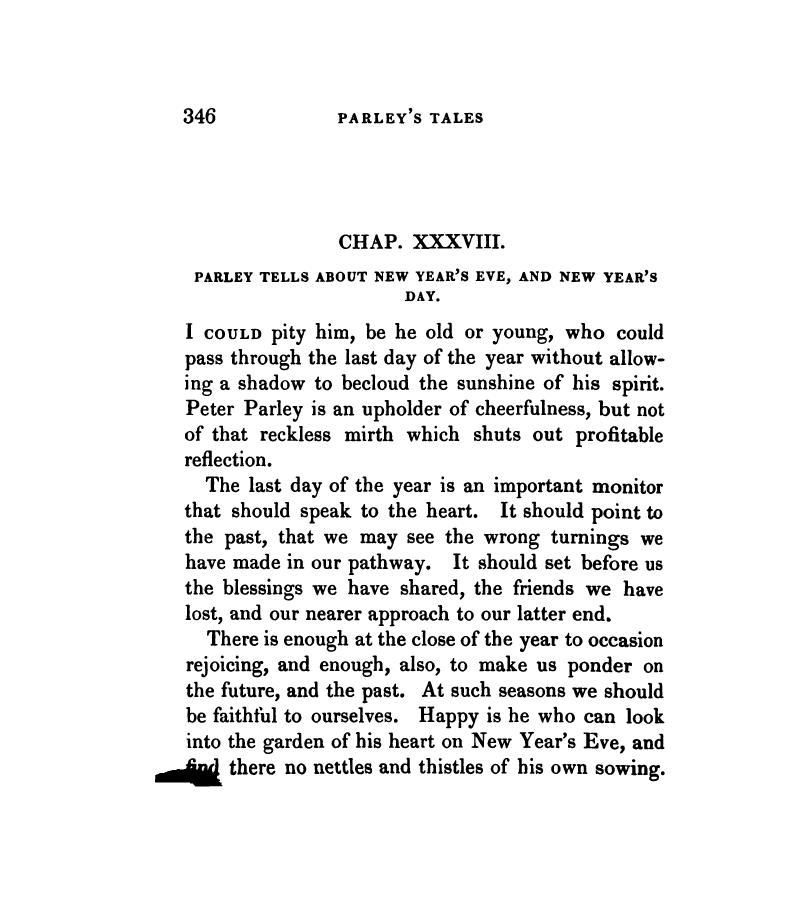 346 PARLEY'S TALES
CHAP. XXXVIII.
PARLEY TELLS ABOUT NEW YEAR'S EVE, AND NEW YEAR'S
DAY.
I COULD pity him, be he old or young, who could
pass through the last day of the year without allow-
ing a shadow to becloud the sunshine of his spirit.
Peter Parley is an upholder of cheerfulness, but not
of that reckless mirth which shuts out profitable
reflection.
The last day of the year is an important monitor
that should speak to the heart. It should point to
the past, that we may see the wrong turnings we
have made in our pathway. It should set before us
the blessings we have shared, the friends we have
lost, and our nearer approach to our latter end.
There is enough at the close of the year to occasion
rejoicing, and enough, also, to make us ponder on
the future, and the past. At such seasons we should
be faithful to ourselves. Happy is he who can look
into the garden of his heart on New Year's Eve, and
find there no nettles and thistles of his own sowing.